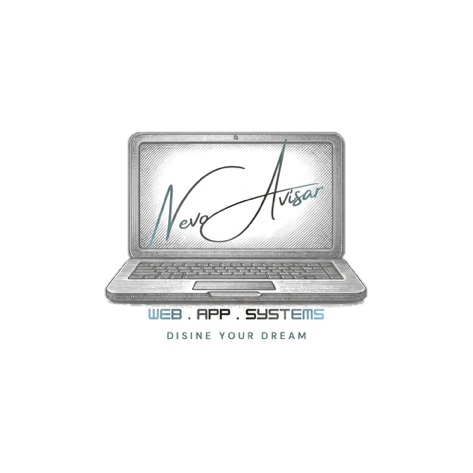 Nevo Avisar
WEB . APP . SYSTEMS
DISINE YOUR DREAM